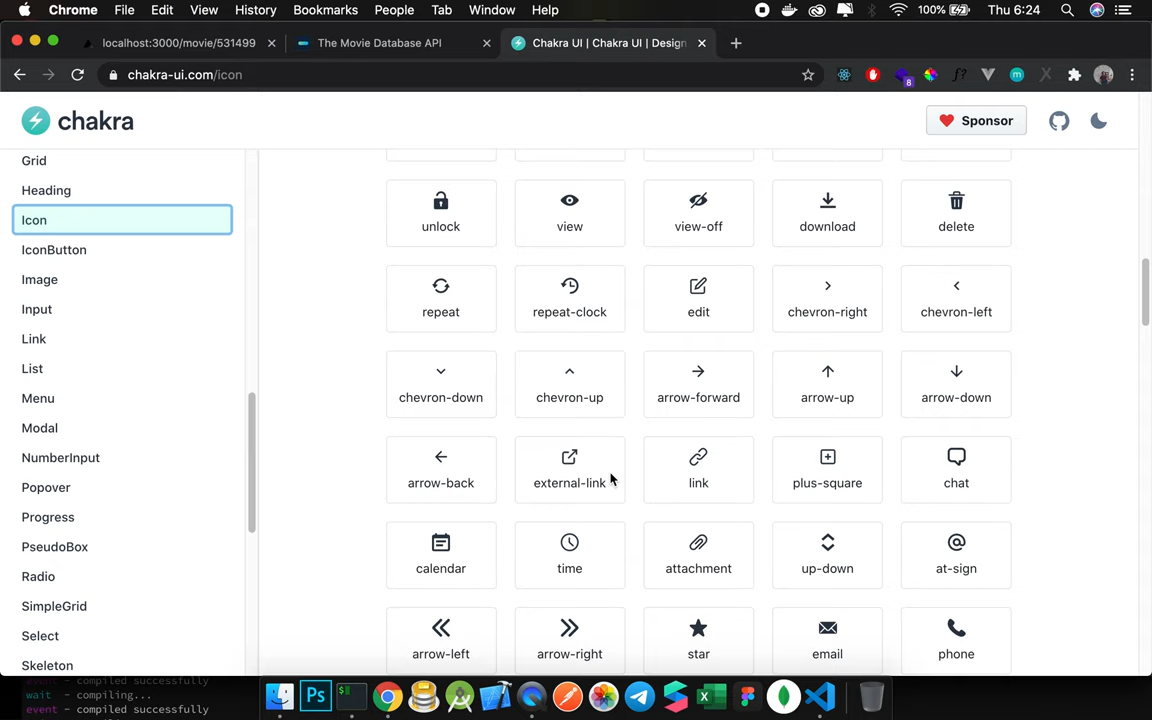 Chrome File Edit View History Bookmarks People Tab Window Help 100% Thu 6:24
localhost:3000/movie/531499 The Movie Database API Chakra UI | Chakra UI | Design
chakra-ui.com/icon 8 f?
chakra Sponsor
Grid
Heading
Icon
IconButton
Image
Input
Link
List
Menu
Modal
NumberInput
Popover
Progress
PseudoBox
Radio
SimpleGrid
Select
Skeleton
unlock view view-off download delete
repeat repeat-clock edit chevron-right chevron-left
chevron-down chevron-up arrow-forward arrow-up arrow-down
arrow-back external-link link plus-square chat
calendar time attachment up-down at-sign
arrow-left arrow-right star email phone
event - compiled successfully
wait - compiling...
event - compiled successfully
Ps $